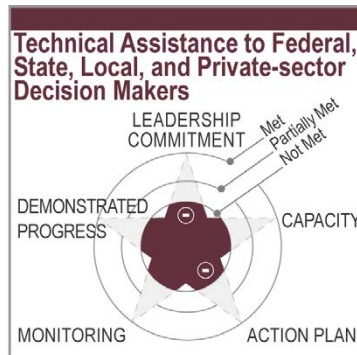 Technical Assistance to Federal,
State, Local, and Private-sector
Decision Makers
LEADERSHIP
COMMITMENT
Met
Partially Met
Not Met
DEMONSTRATED
PROGRESS
CAPACITY
MONITORING
ACTION PLAN